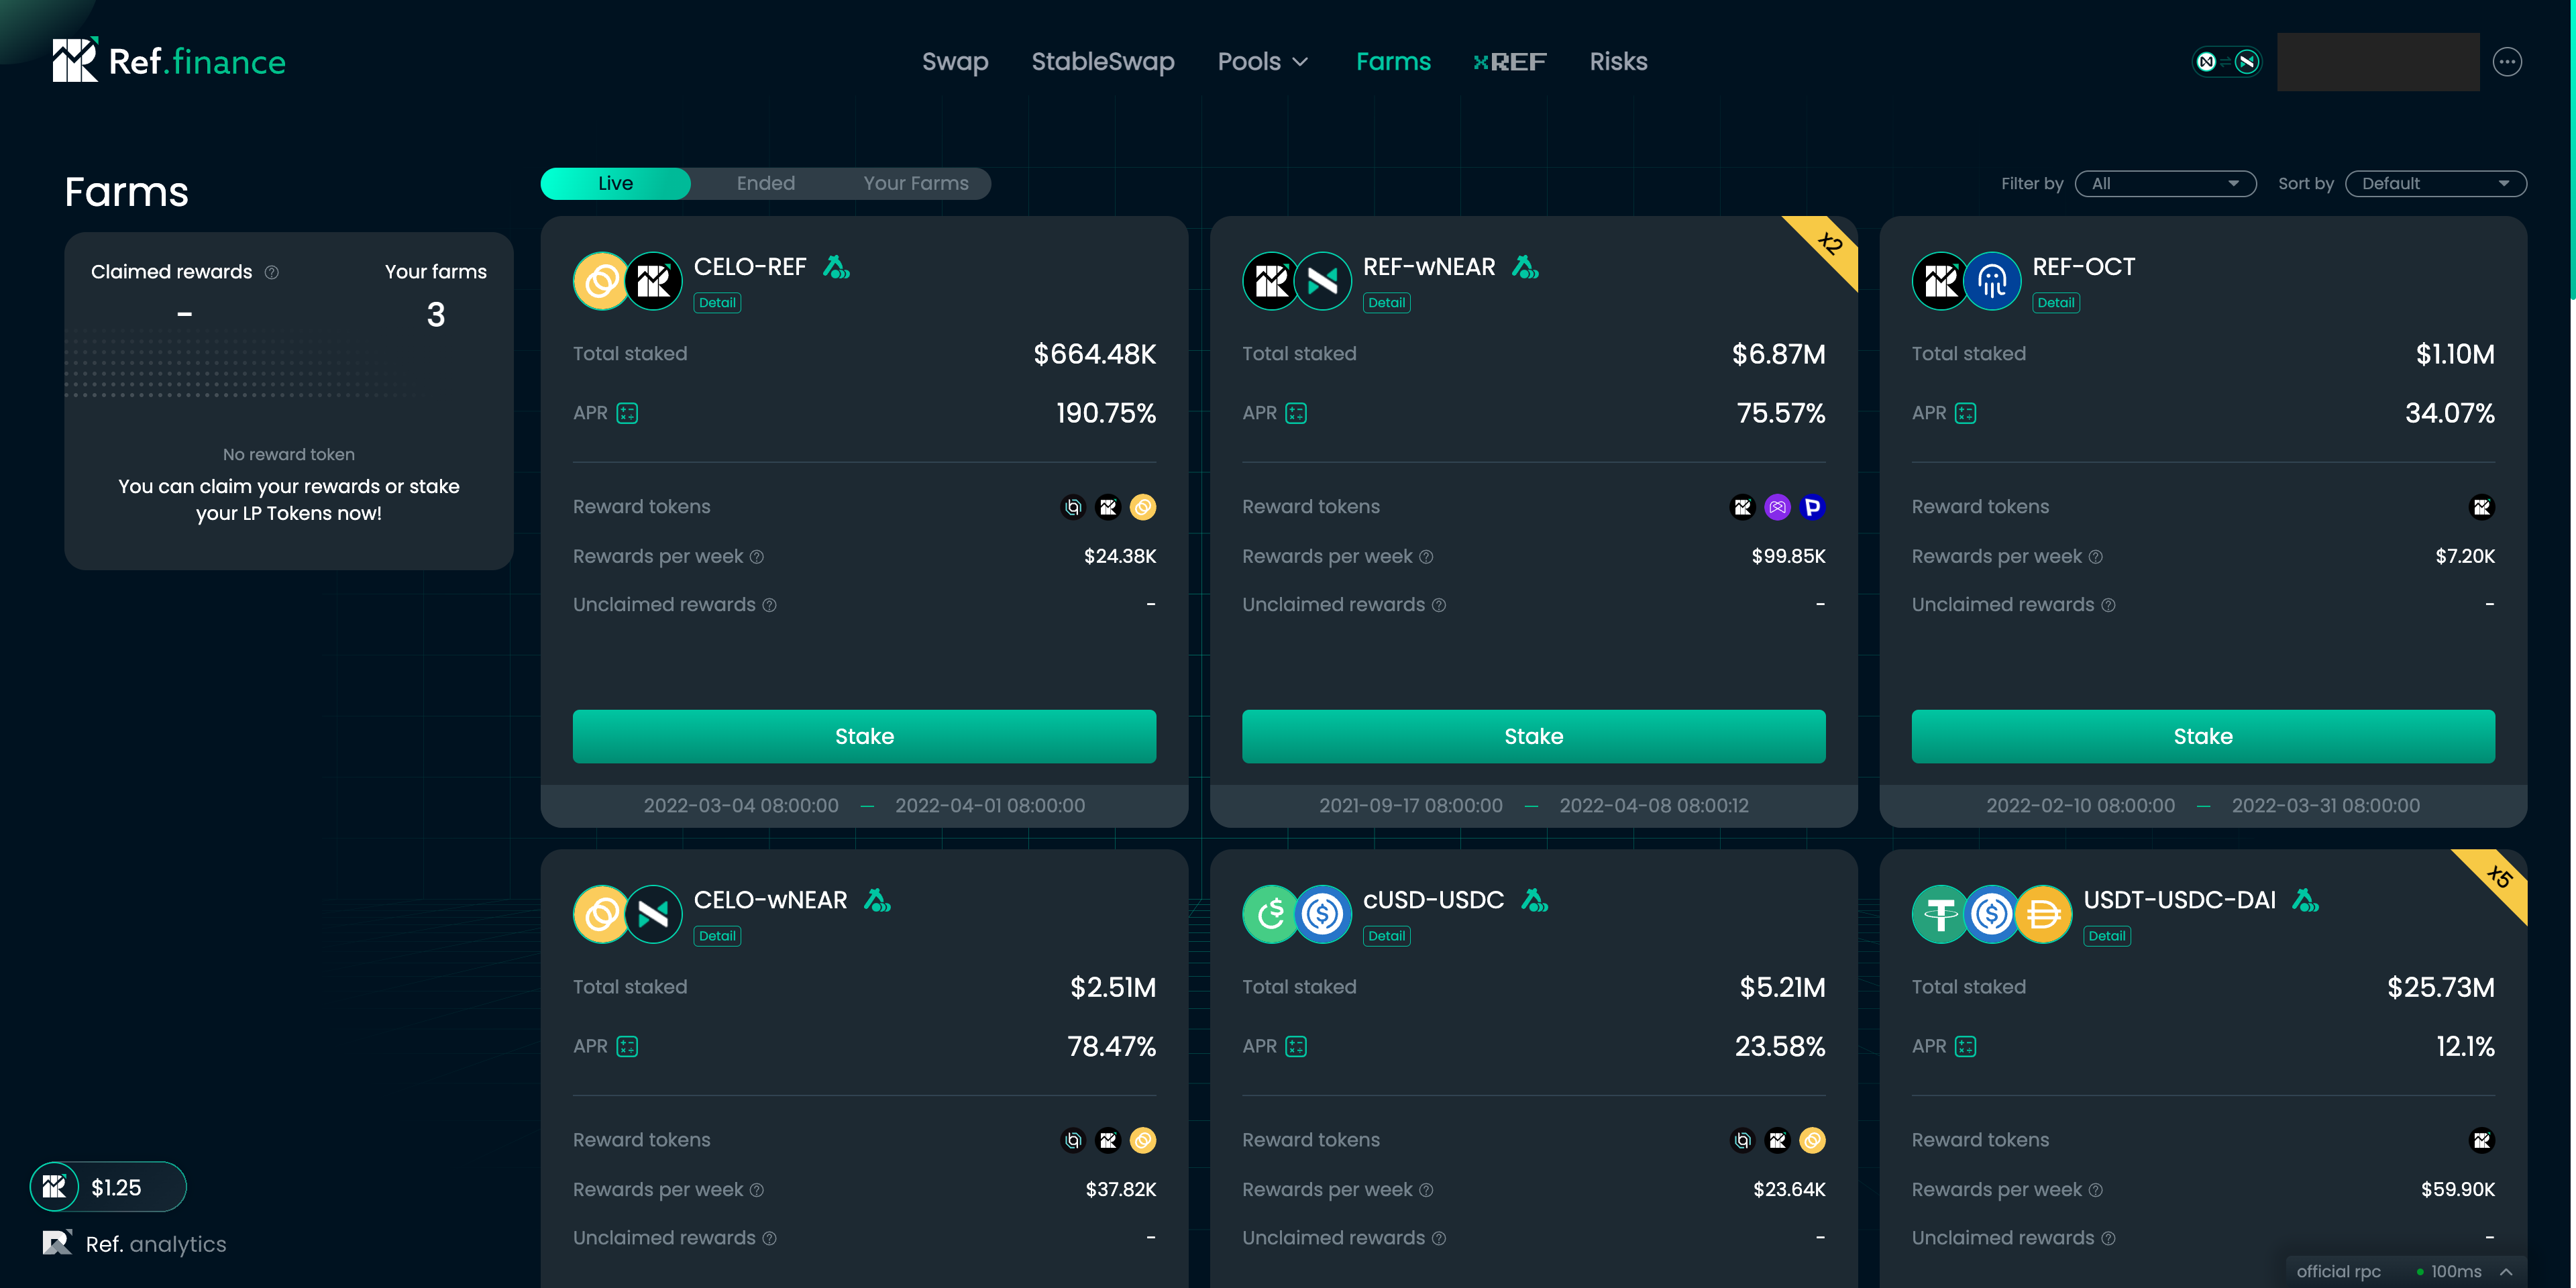 Ref.finance
Swap StableSwap Pools Farms xREF Risks
Farms
Live Ended Your Farms
Filter by All Sort by Default
Claimed rewards Your farms
- 3
No reward token
You can claim your rewards or stake
your LP Tokens now!
CELO-REF
Detail
Total staked $664.48K
APR 190.75%
Reward tokens
Rewards per week $24.38K
Unclaimed rewards -
Stake
2022-03-04 08:00:00 — 2022-04-01 08:00:00
x2
REF-wNEAR
Detail
Total staked $6.87M
APR 75.57%
Reward tokens
Rewards per week $99.85K
Unclaimed rewards -
Stake
2021-09-17 08:00:00 — 2022-04-08 08:00:12
REF-OCT
Detail
Total staked $1.10M
APR 34.07%
Reward tokens
Rewards per week $7.20K
Unclaimed rewards -
Stake
2022-02-10 08:00:00 — 2022-03-31 08:00:00
CELO-wNEAR
Detail
Total staked $2.51M
APR 78.47%
Reward tokens
Rewards per week $37.82K
Unclaimed rewards -
cUSD-USDC
Detail
Total staked $5.21M
APR 23.58%
Reward tokens
Rewards per week $23.64K
Unclaimed rewards -
x5
USDT-USDC-DAI
Detail
Total staked $25.73M
APR 12.1%
Reward tokens
Rewards per week $59.90K
Unclaimed rewards -
$1.25
Ref. analytics
official rpc 100ms